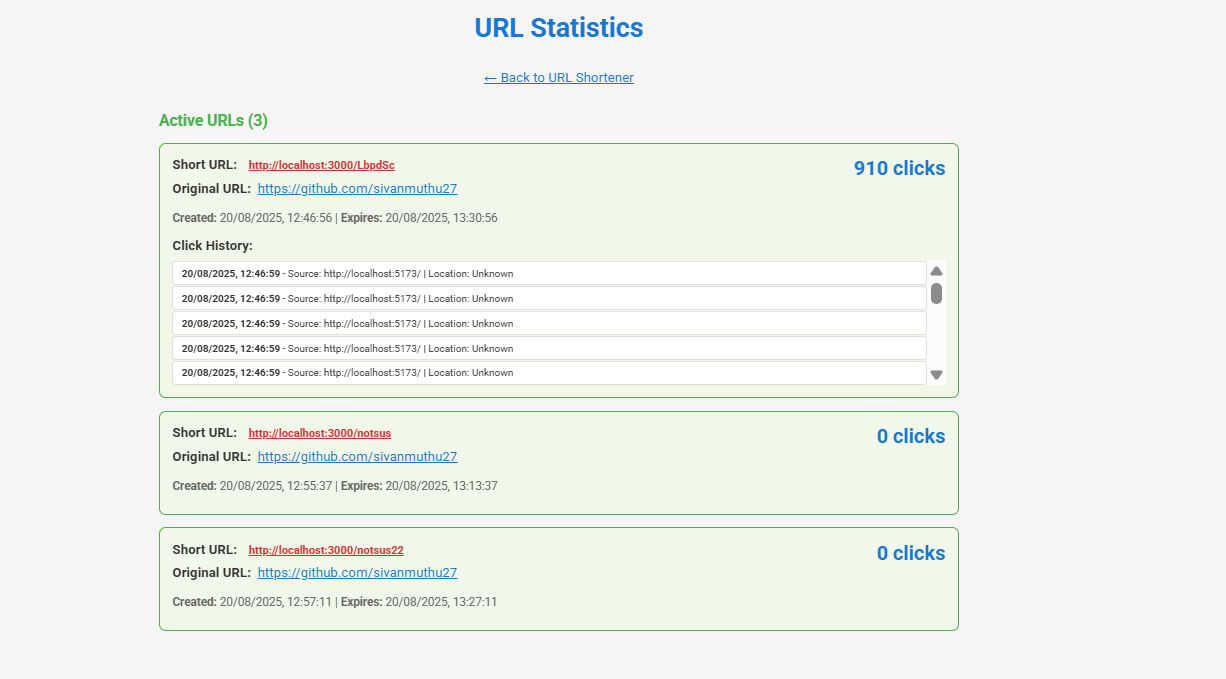 URL Statistics
← Back to URL Shortener
Active URLs (3)
Short URL: http://localhost:3000/LbpdSc 910 clicks
Original URL: https://github.com/sivanmuthu27
Created: 20/08/2025, 12:46:56 | Expires: 20/08/2025, 13:30:56
Click History:
20/08/2025, 12:46:59 - Source: http://localhost:5173/ | Location: Unknown
20/08/2025, 12:46:59 - Source: http://localhost:5173/ | Location: Unknown
20/08/2025, 12:46:59 - Source: http://localhost:5173/ | Location: Unknown
20/08/2025, 12:46:59 - Source: http://localhost:5173/ | Location: Unknown
20/08/2025, 12:46:59 - Source: http://localhost:5173/ | Location: Unknown
Short URL: http://localhost:3000/notsus 0 clicks
Original URL: https://github.com/sivanmuthu27
Created: 20/08/2025, 12:55:37 | Expires: 20/08/2025, 13:13:37
Short URL: http://localhost:3000/notsus22 0 clicks
Original URL: https://github.com/sivanmuthu27
Created: 20/08/2025, 12:57:11 | Expires: 20/08/2025, 13:27:11